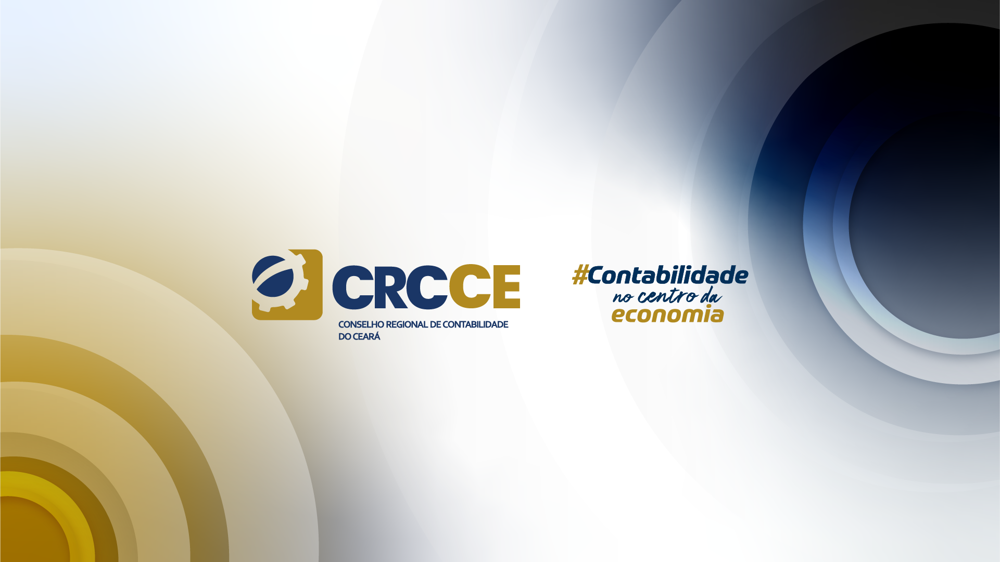 CRCCE
CONSELHO REGIONAL DE CONTABILIDADE
DO CEARÁ
#Contabilidade
no centro da
economia